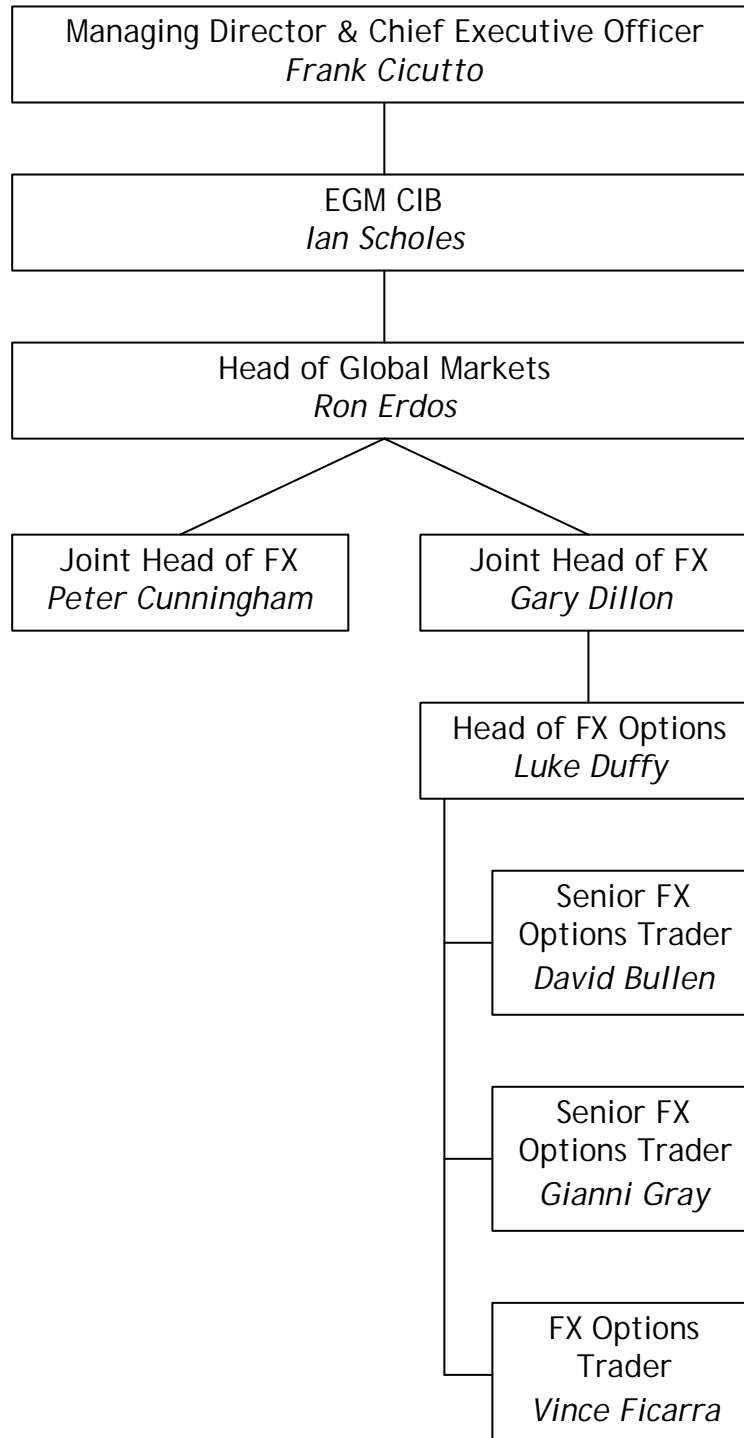 Managing Director & Chief Executive Officer
Frank Cicutto
EGM CIB
Ian Scholes
Head of Global Markets
Ron Erdos
Joint Head of FX
Peter Cunningham
Joint Head of FX
Gary Dillon
Head of FX Options
Luke Duffy
Senior FX
Options Trader
David Bullen
Senior FX
Options Trader
Gianni Gray
FX Options
Trader
Vince Ficarra